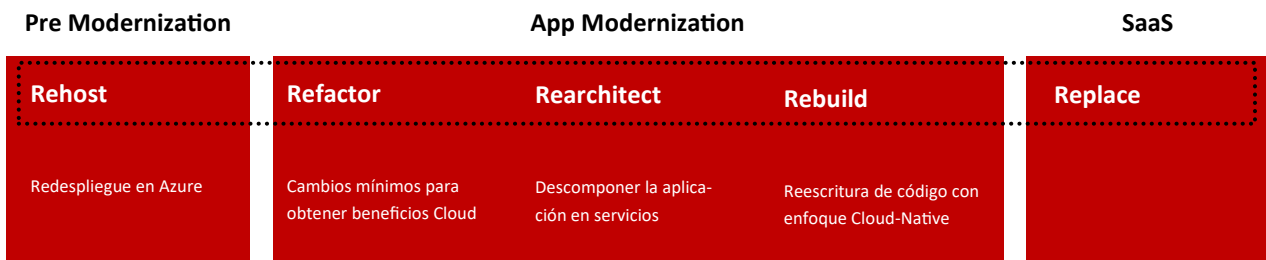 Pre Modernization
App Modernization
SaaS
Rehost
Refactor
Rearchitect
Rebuild
Replace
Redespliegue en Azure
Cambios mínimos para
obtener beneficios Cloud
Descomponer la aplica-
ción en servicios
Reescritura de código con
enfoque Cloud-Native